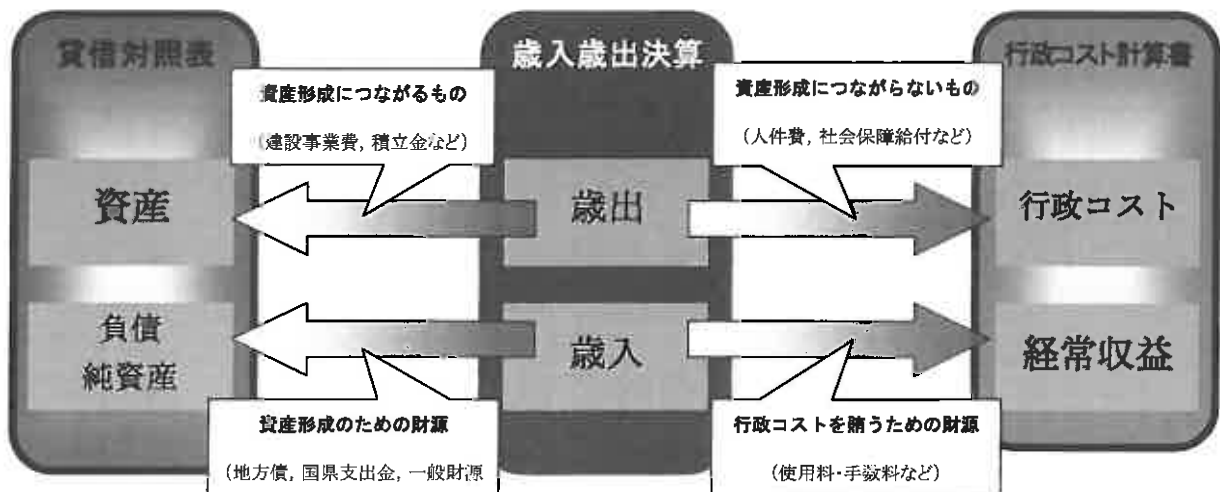 貸借対照表
歳入歳出決算
行政コスト計算書
資産形成につながるもの
(建設事業費, 積立金など)
資産形成につながらないもの
(人件費, 社会保障給付など)
資産
歳出
行政コスト
負債
純資産
歳入
経常収益
資産形成のための財源
(地方債, 国県支出金, 一般財源
行政コストを賄うための財源
(使用料・手数料など)